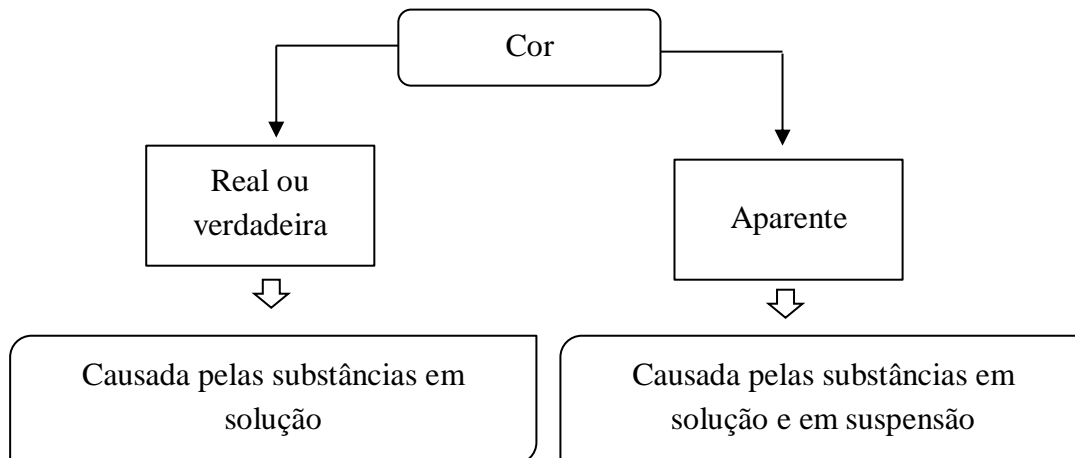 Cor
Real ou
verdadeira
Aparente
Causada pelas substâncias em
solução
Causada pelas substâncias em
solução e em suspensão